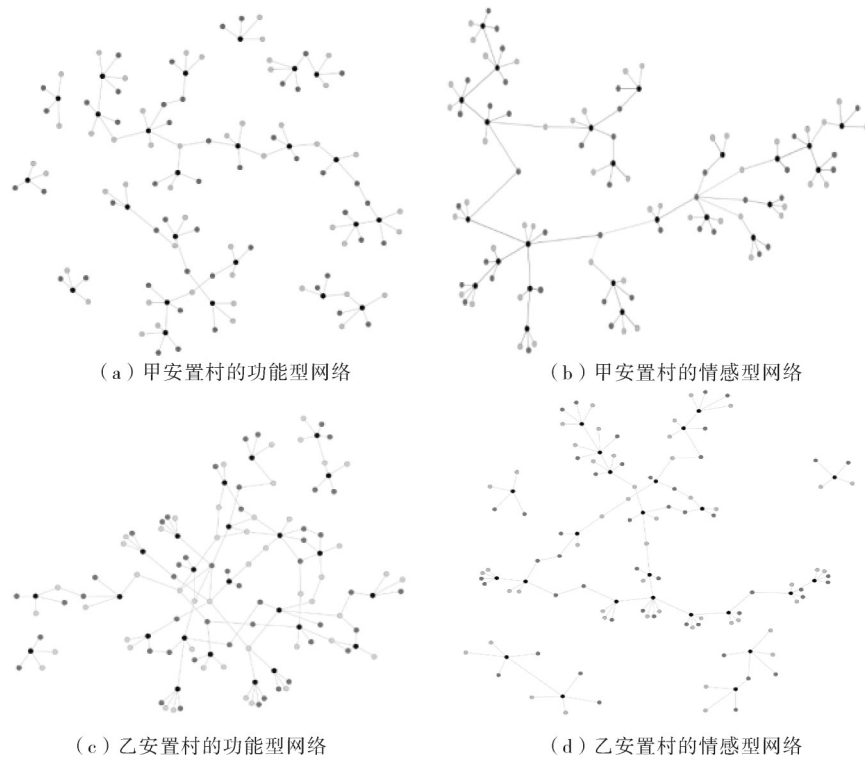 （a）甲安置村的功能型网络
（b）甲安置村的情感型网络
（c）乙安置村的功能型网络
（d）乙安置村的情感型网络